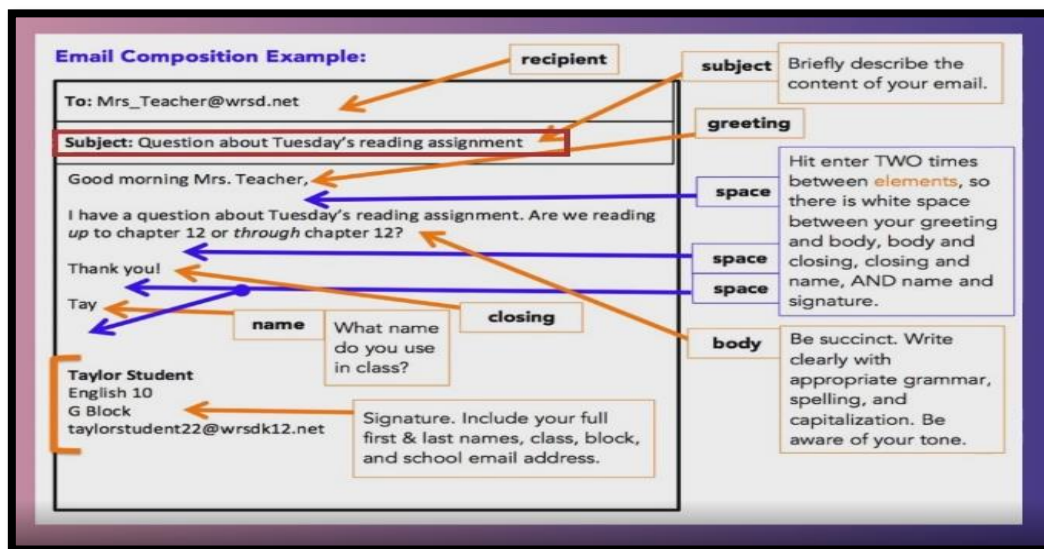 Email Composition Example:
recipient
subject
Briefly describe the
content of your email.
To: Mrs_Teacher@wrsd.net
greeting
Subject: Question about Tuesday's reading assignment
Good morning Mrs. Teacher,
space
Hit enter TWO times
between elements, so
there is white space
between your greeting
and body, body and
closing, closing and
name, AND name and
signature.
I have a question about Tuesday's reading assignment. Are we reading
up to chapter 12 or through chapter 12?
space
Thank you!
space
Tay
name
What name
do you use
in class?
closing
body
Be succinct. Write
clearly with
appropriate grammar,
spelling, and
capitalization. Be
aware of your tone.
Taylor Student
English 10
G Block
taylorstudent22@wrsdk12.net
Signature. Include your full
first & last names, class, block,
and school email address.